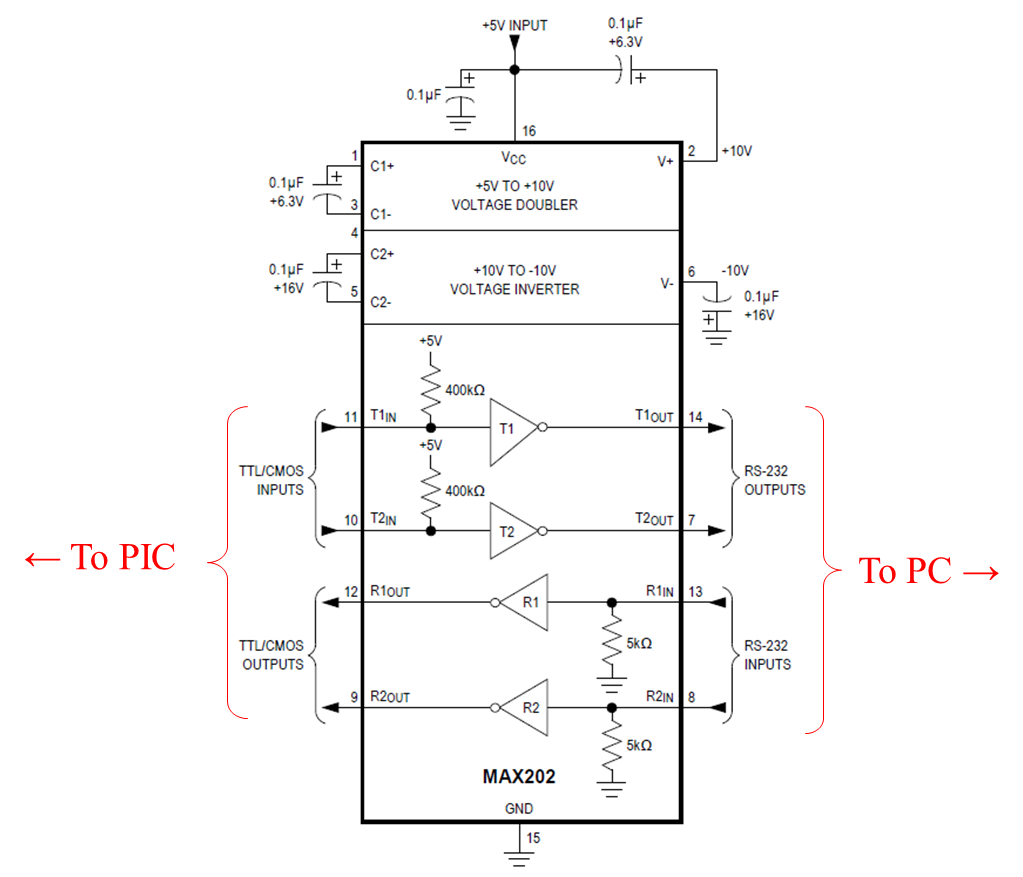 +5V INPUT
0.1µF
+6.3V
+
+
0.1µF
16
1
C1+
VCC
V+
2
+10V
0.1µF
+6.3V
+
+5V TO +10V
VOLTAGE DOUBLER
3
C1-
4
C2+
0.1µF
+16V
+
+10V TO -10V
VOLTAGE INVERTER
6
-10V
V-
5
C2-
0.1µF
+16V
+
+5V
400kΩ
11
T1IN
T1
T1OUT
14
+5V
TTL/CMOS
INPUTS
400kΩ
RS-232
OUTPUTS
10
T2IN
T2
T2OUT
7
← To PIC
To PC →
12
R1OUT
R1
R1IN
13
TTL/CMOS
OUTPUTS
5kΩ
RS-232
INPUTS
9
R2OUT
R2
R2IN
8
5kΩ
MAX202
GND
15